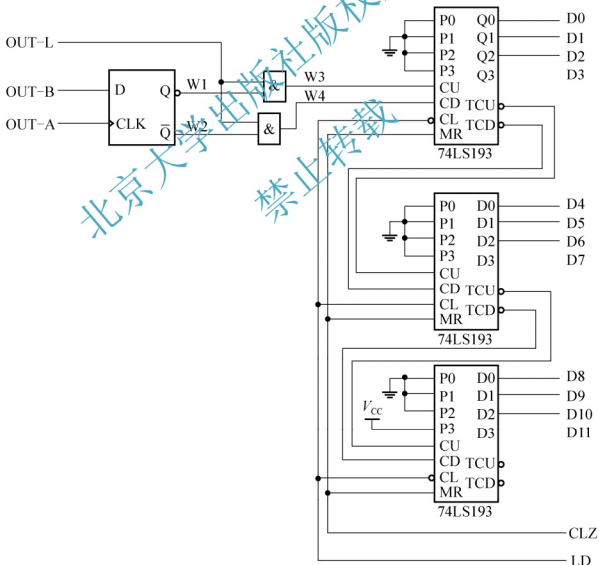 OUT-L
OUT-B
OUT-A
D
Q
CLK
Q̅
W1
W2
&
&
W3
W4
P0 Q0 D0
P1 Q1 D1
P2 Q2 D2
P3 Q3 D3
CU
CD TCU
CL TCD
MR
74LS193
P0 D0 D4
P1 D1 D5
P2 D2 D6
P3 D3 D7
CU
CD TCU
CL TCD
MR
74LS193
P0 D0 D8
P1 D1 D9
P2 D2 D10
VCC P3 D3 D11
CU
CD TCU
CL TCD
MR
74LS193
CLZ
LD
北京大学出版社版权
禁止转载